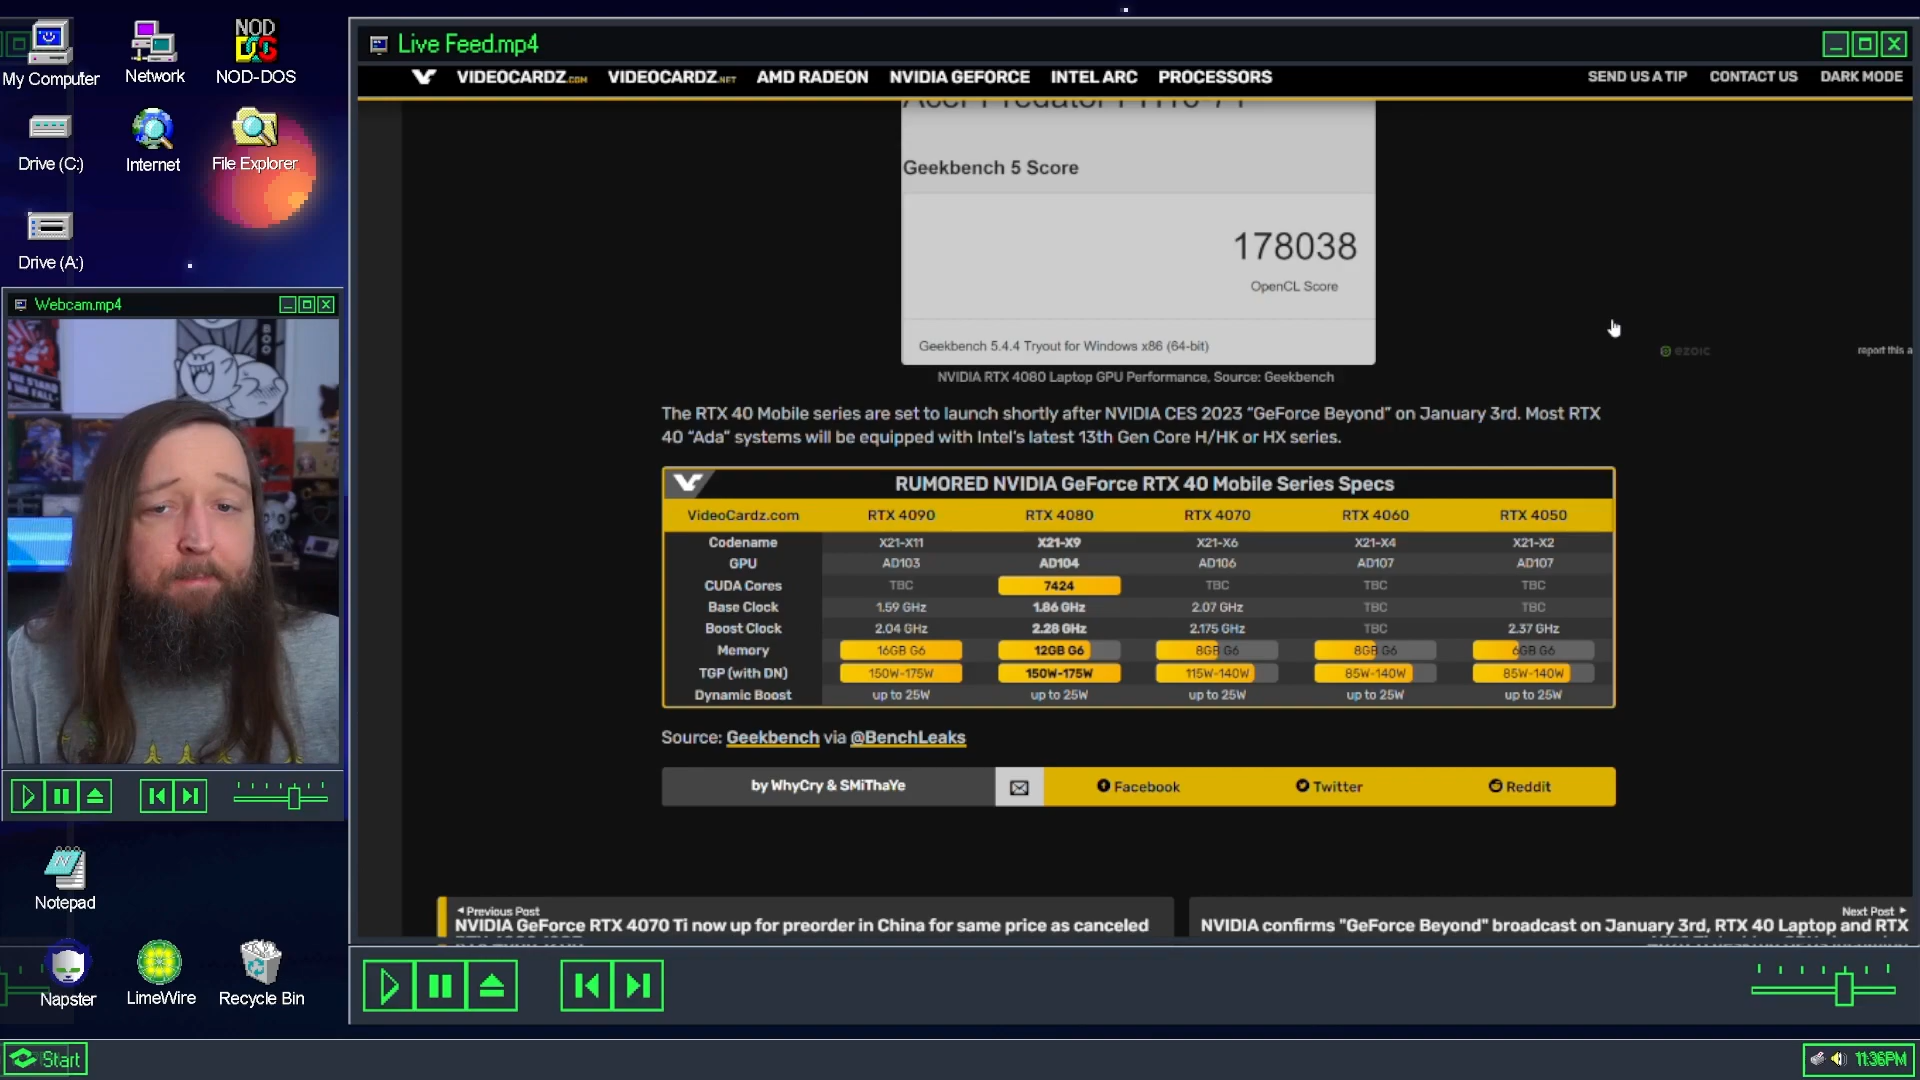 My Computer
Network
NOD
DOG
NOD-DOS
Drive (C:)
Internet
File Explorer
Drive (A:)
Webcam.mp4
BOO
Notepad
Napster
LimeWire
Recycle Bin
Start
Live Feed.mp4
VIDEOCARDZ.COM VIDEOCARDZ.NET AMD RADEON NVIDIA GEFORCE INTEL ARC PROCESSORS SEND US A TIP CONTACT US DARK MODE
Geekbench 5 Score
178038
OpenCL Score
Geekbench 5.4.4 Tryout for Windows x86 (64-bit)
ezoic report this a
NVIDIA RTX 4080 Laptop GPU Performance, Source: Geekbench
The RTX 40 Mobile series are set to launch shortly after NVIDIA CES 2023 “GeForce Beyond” on January 3rd. Most RTX
40 “Ada” systems will be equipped with Intel’s latest 13th Gen Core H/HK or HX series.
RUMORED NVIDIA GeForce RTX 40 Mobile Series Specs
VideoCardz.com RTX 4090 RTX 4080 RTX 4070 RTX 4060 RTX 4050
Codename X21-X11 X21-X9 X21-X6 X21-X4 X21-X2
GPU AD103 AD104 AD106 AD107 AD107
CUDA Cores TBC 7424 TBC TBC TBC
Base Clock 1.59 GHz 1.86 GHz 2.07 GHz TBC TBC
Boost Clock 2.04 GHz 2.28 GHz 2.175 GHz TBC 2.37 GHz
Memory 16GB G6 12GB G6 8GB G6 8GB G6 6GB G6
TGP (with DN) 150W-175W 150W-175W 115W-140W 85W-140W 85W-140W
Dynamic Boost up to 25W up to 25W up to 25W up to 25W up to 25W
Source: Geekbench via @BenchLeaks
by WhyCry & SMiThaYe Facebook Twitter Reddit
Previous Post
NVIDIA GeForce RTX 4070 Ti now up for preorder in China for same price as canceled
Next Post
NVIDIA confirms "GeForce Beyond" broadcast on January 3rd, RTX 40 Laptop and RTX
11:36PM